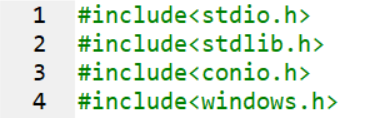 1 #include<stdio.h>
2 #include<stdlib.h>
3 #include<conio.h>
4 #include<windows.h>